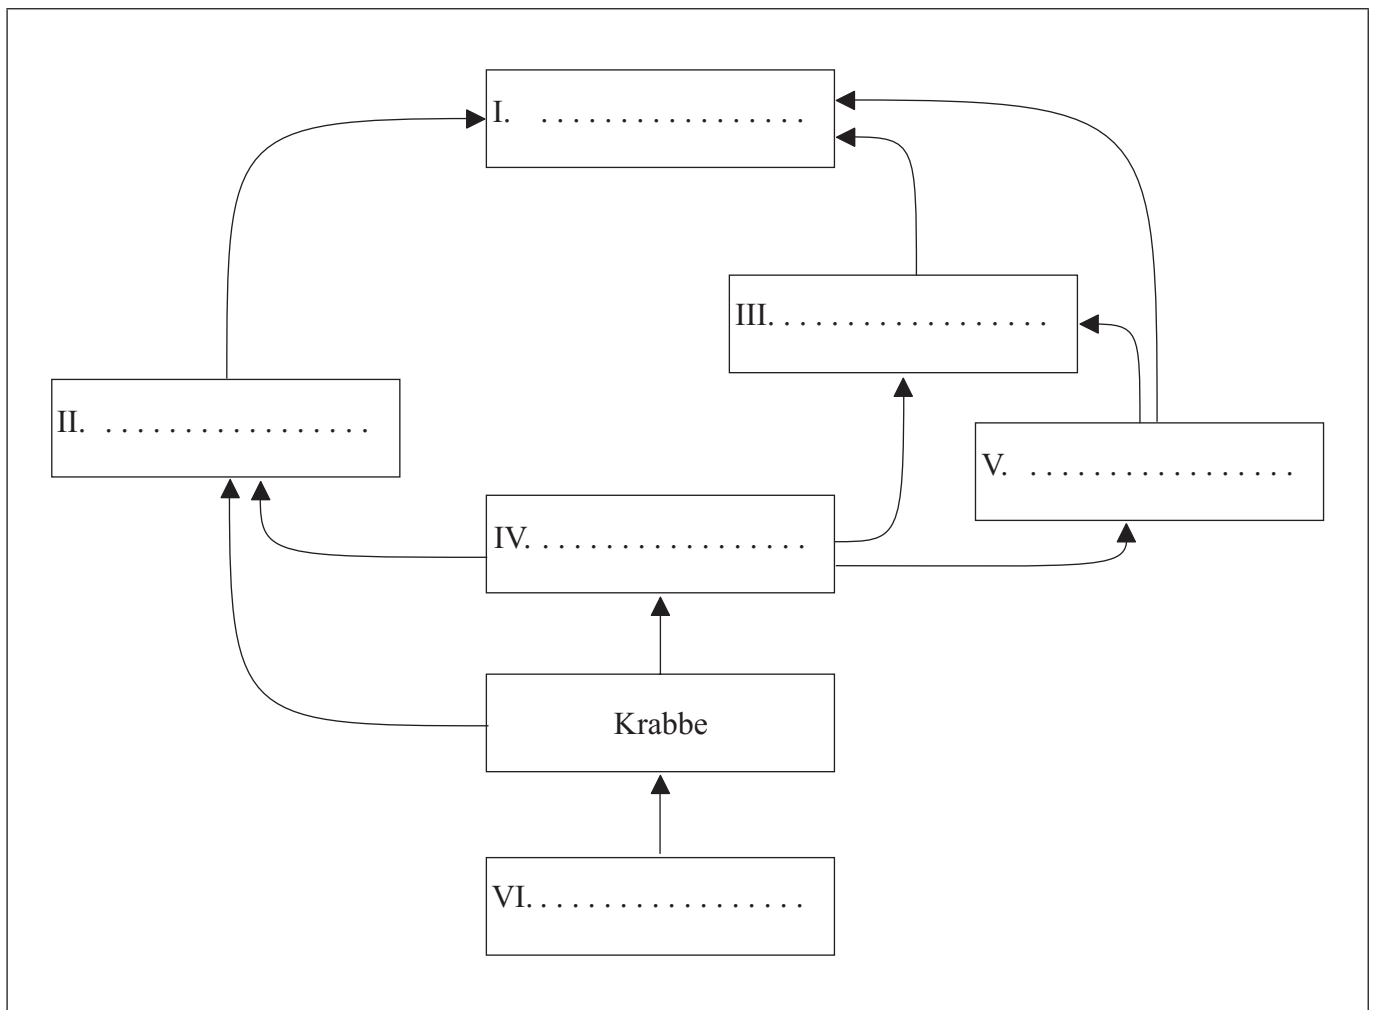 I. . . . . . . . . . . . . . . . . .
III. . . . . . . . . . . . . . . . . .
II. . . . . . . . . . . . . . . . . .
V. . . . . . . . . . . . . . . . . .
IV. . . . . . . . . . . . . . . . . .
Krabbe
VI. . . . . . . . . . . . . . . . . .